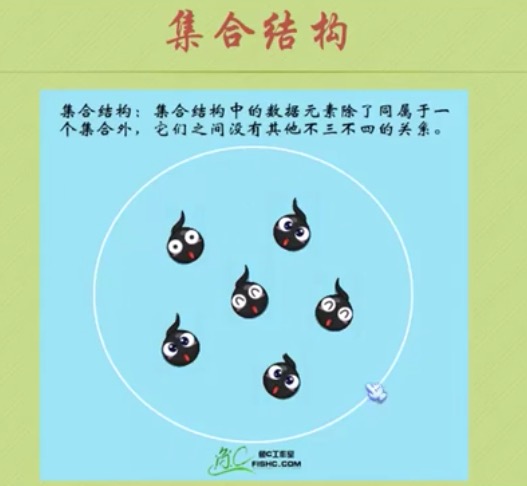 集合结构
集合结构：集合结构中的数据元素除了同属于一
个集合外，它们之间没有其他不三不四的关系。
鱼C
鱼C工作室
FISHC.COM